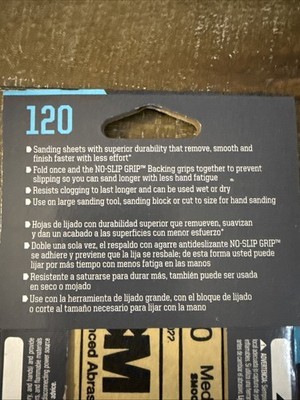 120
Sanding sheets with superior durability that remove, smooth and
finish faster with less effort*
Fold once and the NO-SLIP GRIP™ Backing grips together to prevent
slipping so you can sand longer with less hand fatigue
Resists clogging to last longer and can be used wet or dry
Use on large sanding tool, sanding block or cut to size for hand sanding
Hojas de lijado con durabilidad superior que remueven, suavizan
y dan un acabado a las superficies con menor esfuerzo*
Doble una sola vez, el respaldo con agarre antideslizante NO-SLIP GRIP™
se adhiere y previene que la lija se resbale; de esta forma usted puede
lijar por más tiempo con menos fatiga en las manos
Resistente a saturarse para durar más, también puede ser usada
en seco o mojado
Use con la herramienta de lijado grande, con el bloque de lijado
o corte al tamaño necesario para lijar con la mano
M
nced Abras
0
Med
ADVERTENCIA: